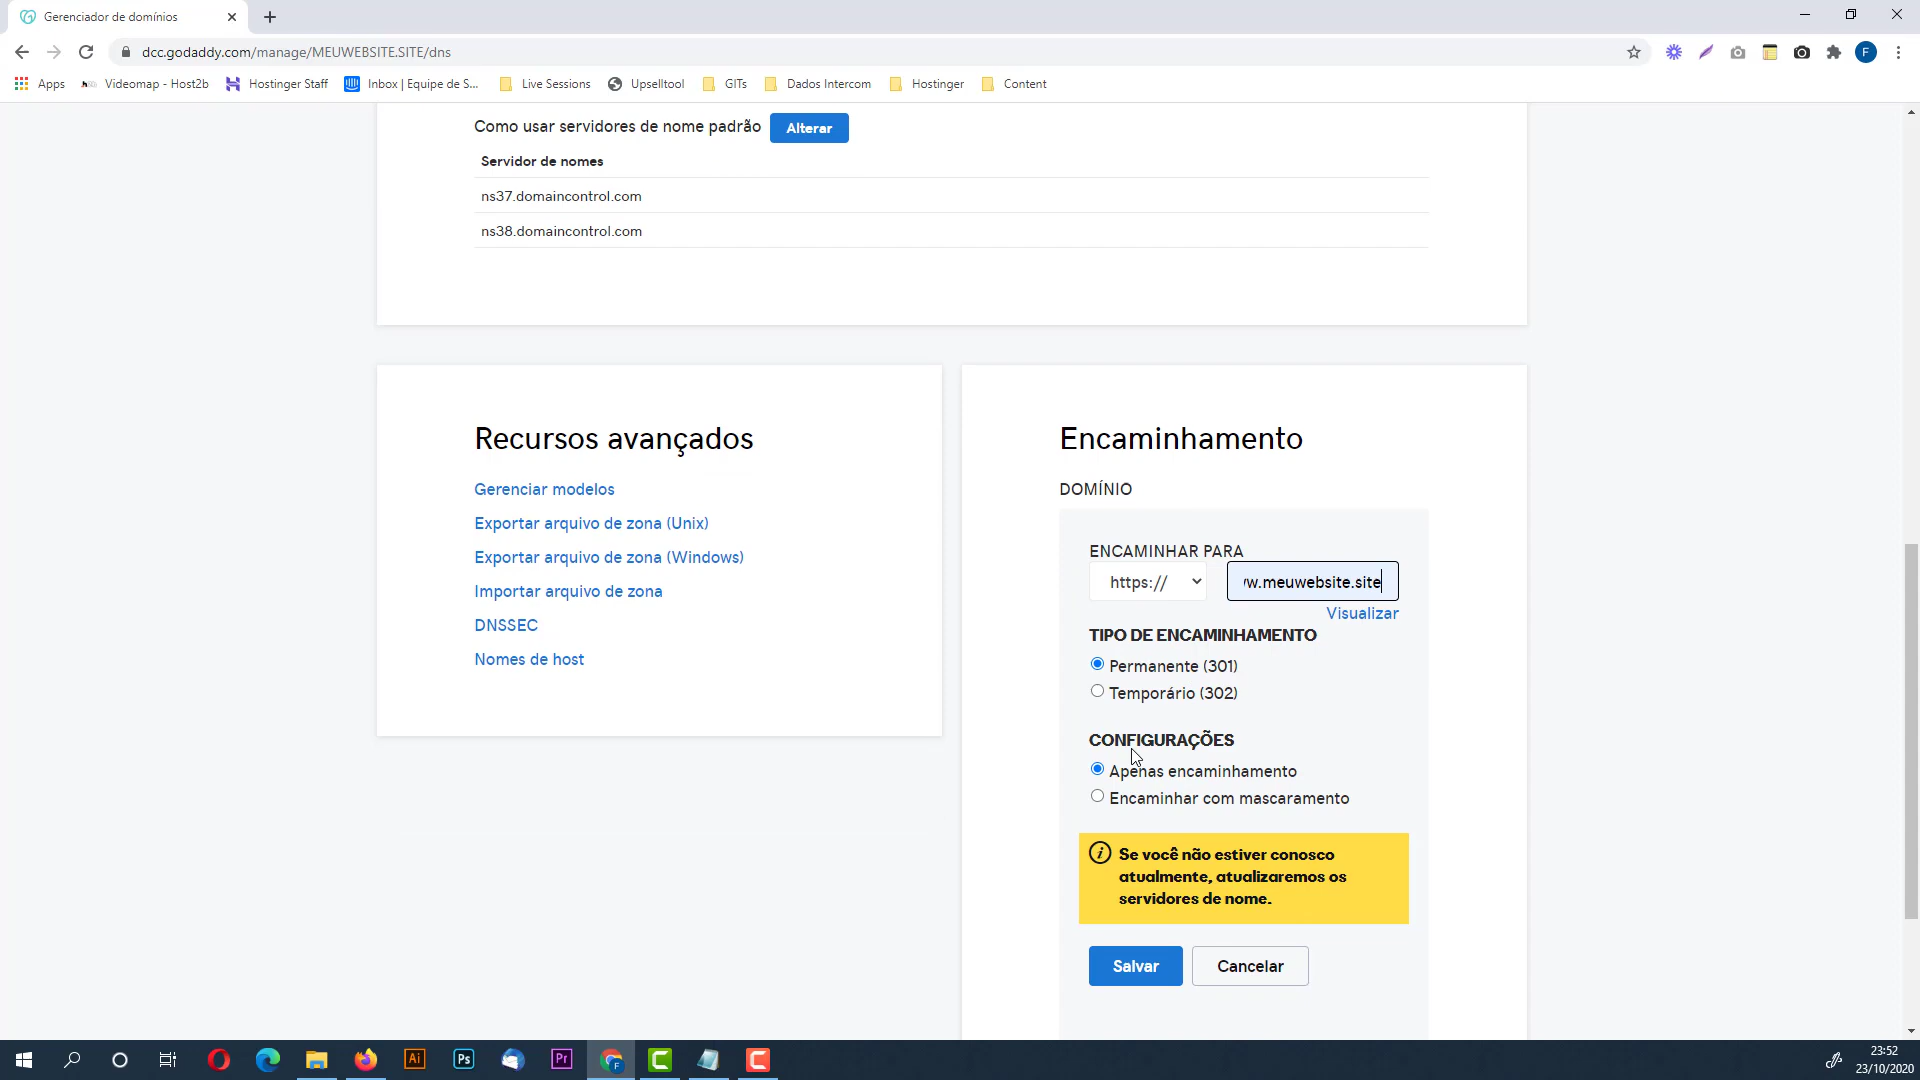 Gerenciador de domínios
dcc.godaddy.com/manage/MEUWEBSITE.SITE/dns
F
Apps
Videomap - Host2b
Hostinger Staff
Inbox | Equipe de S...
Live Sessions
Upselltool
GITs
Dados Intercom
Hostinger
Content
Como usar servidores de nome padrão
Alterar
Servidor de nomes
ns37.domaincontrol.com
ns38.domaincontrol.com
Recursos avançados
Gerenciar modelos
Exportar arquivo de zona (Unix)
Exportar arquivo de zona (Windows)
Importar arquivo de zona
DNSSEC
Nomes de host
Encaminhamento
DOMÍNIO
ENCAMINHAR PARA
https://
w.meuwebsite.site
Visualizar
TIPO DE ENCAMINHAMENTO
Permanente (301)
Temporário (302)
CONFIGURAÇÕES
Apenas encaminhamento
Encaminhar com mascaramento
Se você não estiver conosco
atualmente, atualizaremos os
servidores de nome.
Salvar
Cancelar
Ai
Ps
Pr
F
23:52
23/10/2020